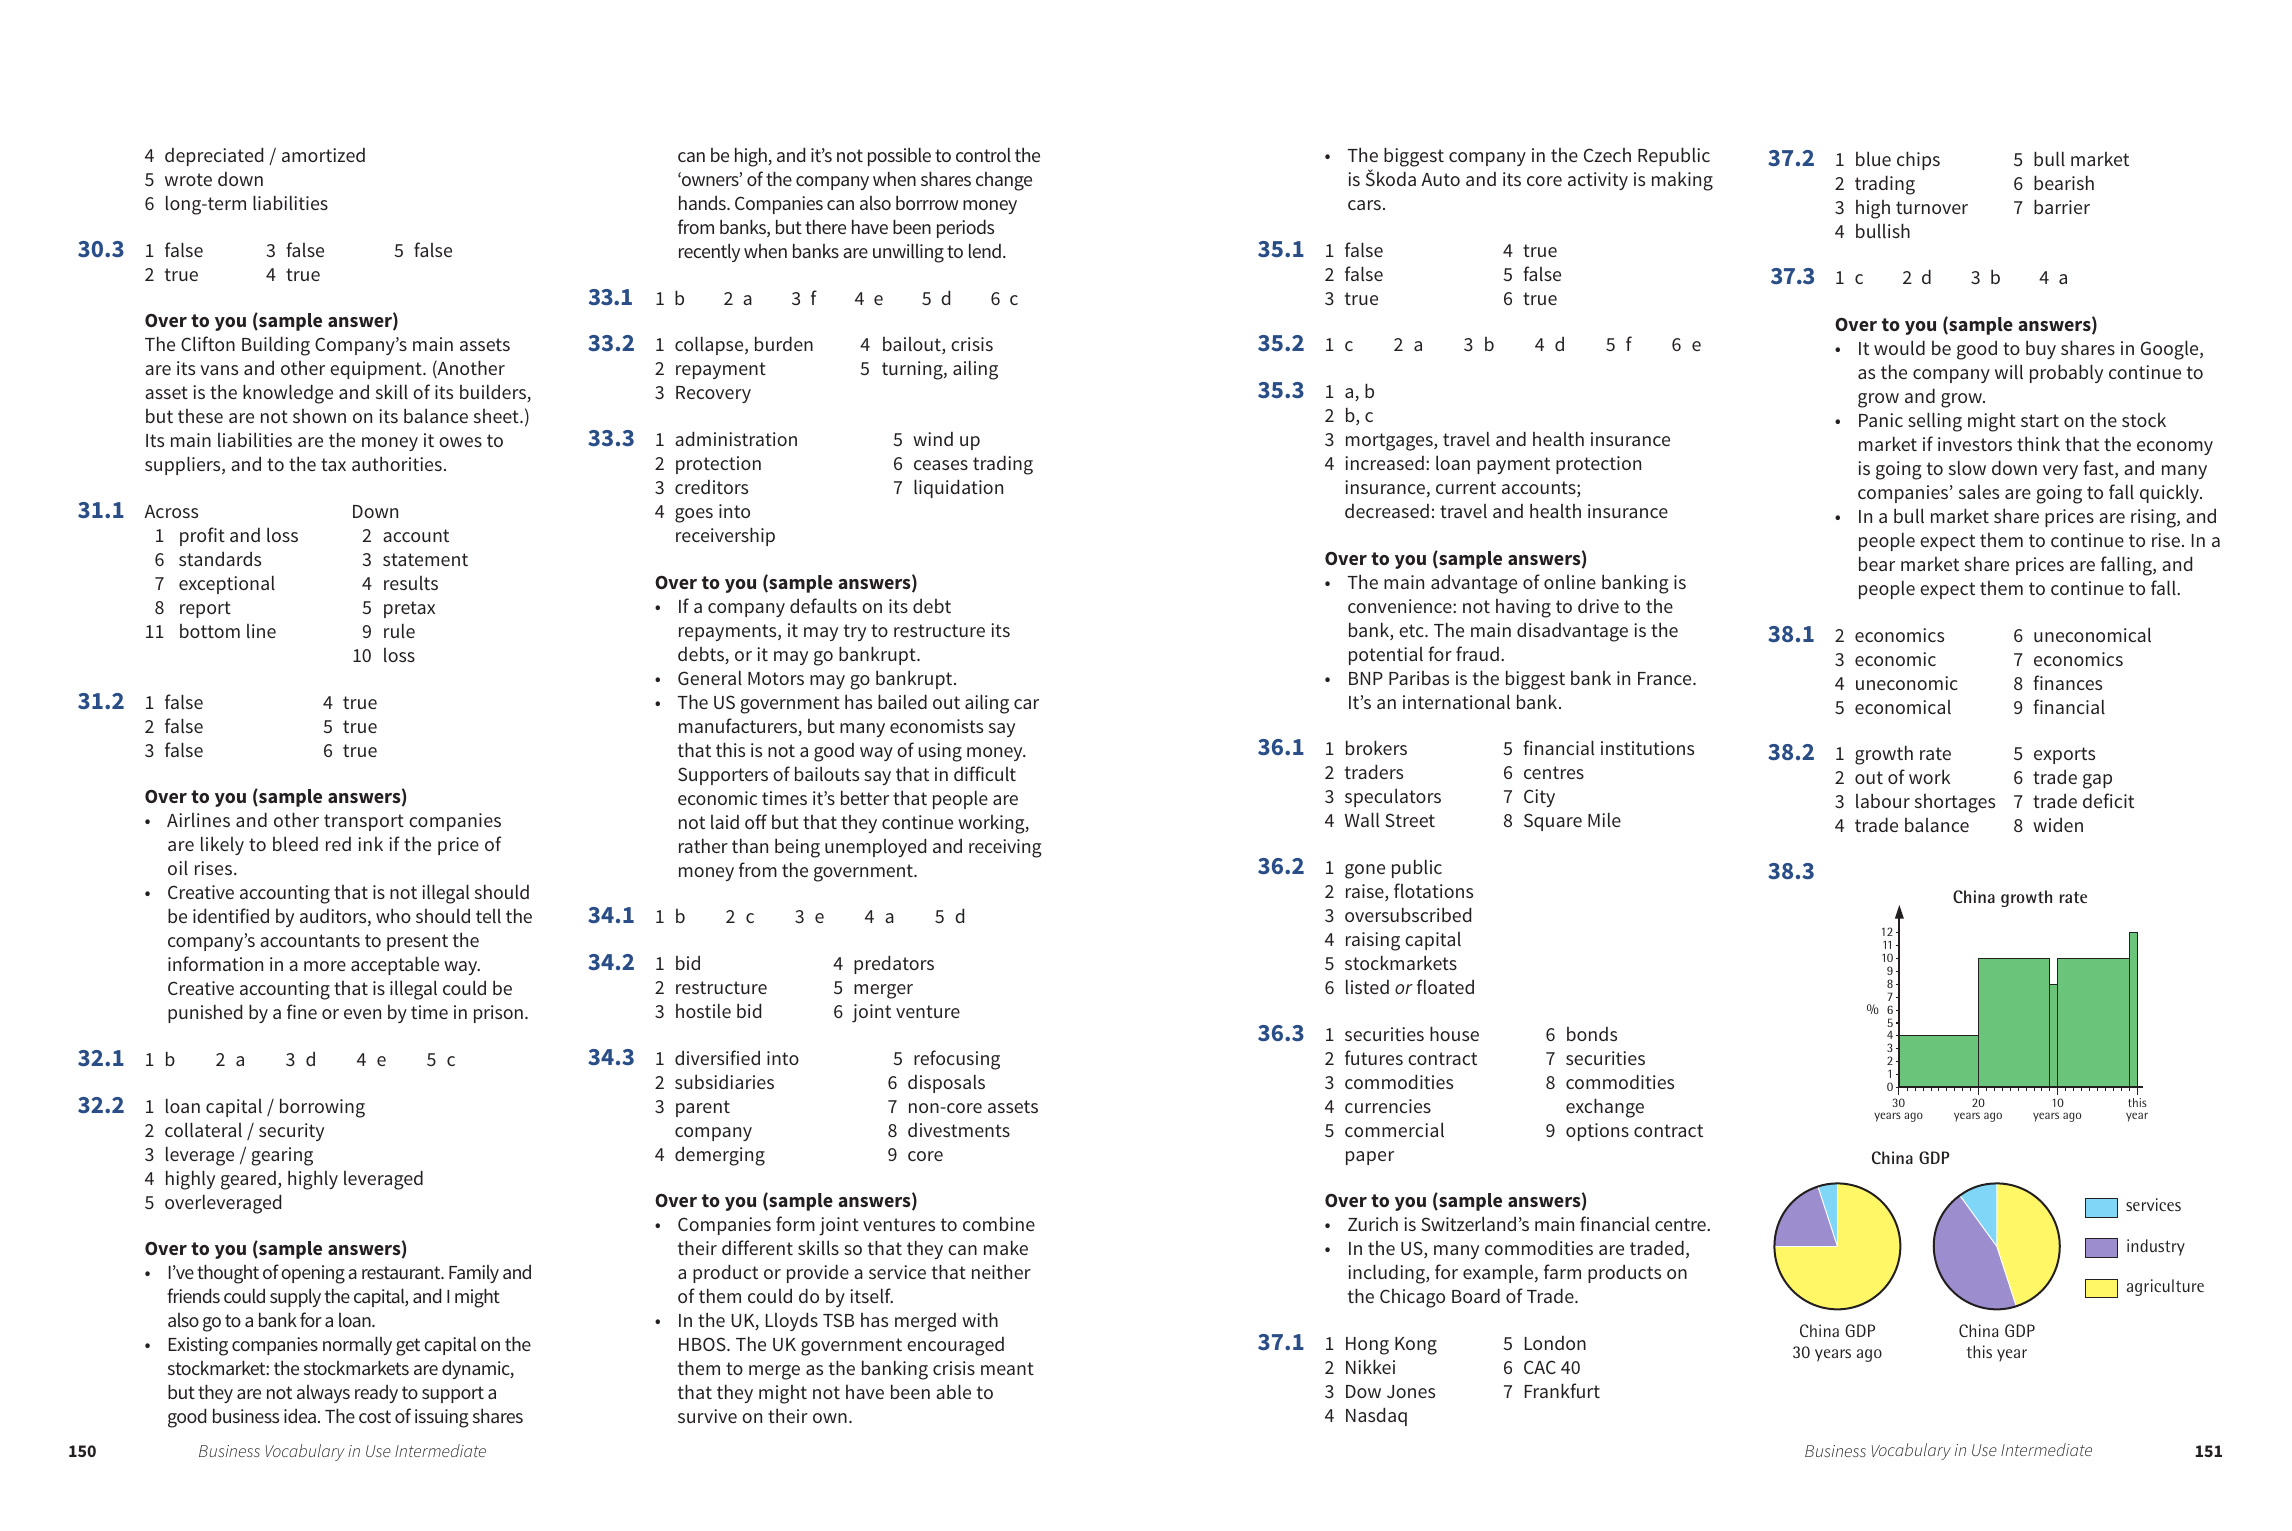 4 depreciated / amortized
5 wrote down
6 long-term liabilities
30.3 1 false 3 false 5 false
2 true 4 true
Over to you (sample answer)
The Clifton Building Company’s main assets
are its vans and other equipment. (Another
asset is the knowledge and skill of its builders,
but these are not shown on its balance sheet.)
Its main liabilities are the money it owes to
suppliers, and to the tax authorities.
31.1 Across Down
1 profit and loss 2 account
6 standards 3 statement
7 exceptional 4 results
8 report 5 pretax
11 bottom line 9 rule
10 loss
31.2 1 false 4 true
2 false 5 true
3 false 6 true
Over to you (sample answers)
• Airlines and other transport companies
are likely to bleed red ink if the price of
oil rises.
• Creative accounting that is not illegal should
be identified by auditors, who should tell the
company’s accountants to present the
information in a more acceptable way.
Creative accounting that is illegal could be
punished by a fine or even by time in prison.
32.1 1 b 2 a 3 d 4 e 5 c
32.2 1 loan capital / borrowing
2 collateral / security
3 leverage / gearing
4 highly geared, highly leveraged
5 overleveraged
Over to you (sample answers)
• I’ve thought of opening a restaurant. Family and
friends could supply the capital, and I might
also go to a bank for a loan.
• Existing companies normally get capital on the
stockmarket: the stockmarkets are dynamic,
but they are not always ready to support a
good business idea. The cost of issuing shares
can be high, and it’s not possible to control the
‘owners’ of the company when shares change
hands. Companies can also borrrow money
from banks, but there have been periods
recently when banks are unwilling to lend.
33.1 1 b 2 a 3 f 4 e 5 d 6 c
33.2 1 collapse, burden 4 bailout, crisis
2 repayment 5 turning, ailing
3 Recovery
33.3 1 administration 5 wind up
2 protection 6 ceases trading
3 creditors 7 liquidation
4 goes into
receivership
Over to you (sample answers)
• If a company defaults on its debt
repayments, it may try to restructure its
debts, or it may go bankrupt.
• General Motors may go bankrupt.
• The US government has bailed out ailing car
manufacturers, but many economists say
that this is not a good way of using money.
Supporters of bailouts say that in difficult
economic times it’s better that people are
not laid off but that they continue working,
rather than being unemployed and receiving
money from the government.
34.1 1 b 2 c 3 e 4 a 5 d
34.2 1 bid 4 predators
2 restructure 5 merger
3 hostile bid 6 joint venture
34.3 1 diversified into 5 refocusing
2 subsidiaries 6 disposals
3 parent 7 non-core assets
company 8 divestments
4 demerging 9 core
Over to you (sample answers)
• Companies form joint ventures to combine
their different skills so that they can make
a product or provide a service that neither
of them could do by itself.
• In the UK, Lloyds TSB has merged with
HBOS. The UK government encouraged
them to merge as the banking crisis meant
that they might not have been able to
survive on their own.
150 Business Vocabulary in Use Intermediate
• The biggest company in the Czech Republic
is Škoda Auto and its core activity is making
cars.
35.1 1 false 4 true
2 false 5 false
3 true 6 true
35.2 1 c 2 a 3 b 4 d 5 f 6 e
35.3 1 a, b
2 b, c
3 mortgages, travel and health insurance
4 increased: loan payment protection
insurance, current accounts;
decreased: travel and health insurance
Over to you (sample answers)
• The main advantage of online banking is
convenience: not having to drive to the
bank, etc. The main disadvantage is the
potential for fraud.
• BNP Paribas is the biggest bank in France.
It’s an international bank.
36.1 1 brokers 5 financial institutions
2 traders 6 centres
3 speculators 7 City
4 Wall Street 8 Square Mile
36.2 1 gone public
2 raise, flotations
3 oversubscribed
4 raising capital
5 stockmarkets
6 listed or floated
36.3 1 securities house 6 bonds
2 futures contract 7 securities
3 commodities 8 commodities
4 currencies exchange
5 commercial 9 options contract
paper
Over to you (sample answers)
• Zurich is Switzerland’s main financial centre.
• In the US, many commodities are traded,
including, for example, farm products on
the Chicago Board of Trade.
37.1 1 Hong Kong 5 London
2 Nikkei 6 CAC 40
3 Dow Jones 7 Frankfurt
4 Nasdaq
37.2 1 blue chips 5 bull market
2 trading 6 bearish
3 high turnover 7 barrier
4 bullish
37.3 1 c 2 d 3 b 4 a
Over to you (sample answers)
• It would be good to buy shares in Google,
as the company will probably continue to
grow and grow.
• Panic selling might start on the stock
market if investors think that the economy
is going to slow down very fast, and many
companies’ sales are going to fall quickly.
• In a bull market share prices are rising, and
people expect them to continue to rise. In a
bear market share prices are falling, and
people expect them to continue to fall.
38.1 2 economics 6 uneconomical
3 economic 7 economics
4 uneconomic 8 finances
5 economical 9 financial
38.2 1 growth rate 5 exports
2 out of work 6 trade gap
3 labour shortages 7 trade deficit
4 trade balance 8 widen
38.3
China growth rate
12
11
10
9
8
7
% 6
5
4
3
2
1
0
30 20 10 this
years ago years ago years ago year
China GDP
services
industry
agriculture
China GDP China GDP
30 years ago this year
Business Vocabulary in Use Intermediate 151